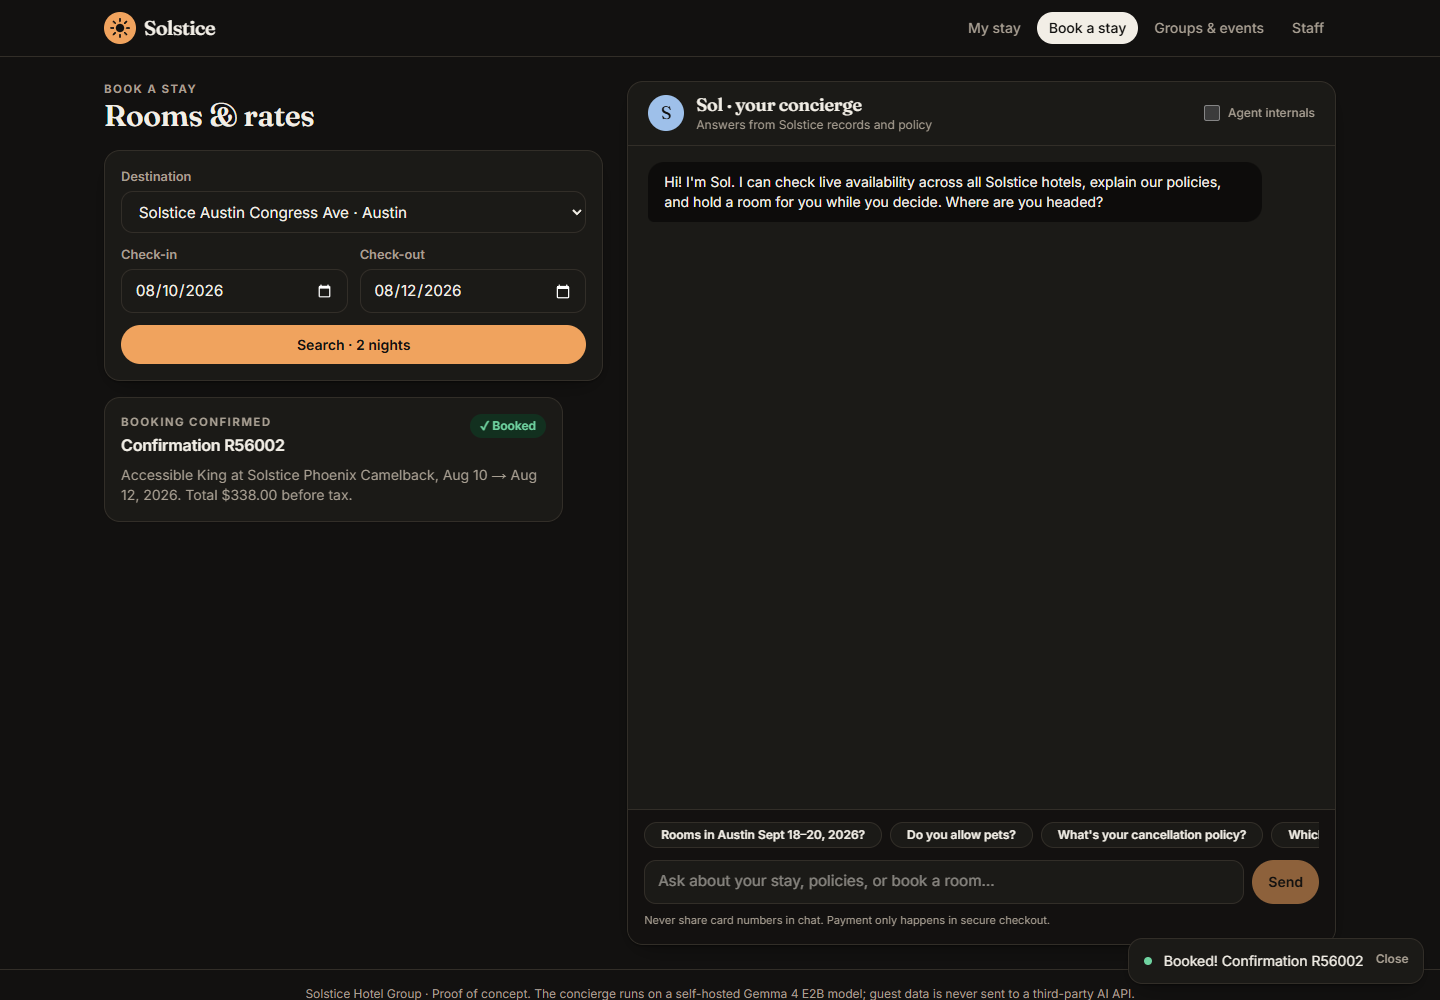 Solstice
My stay
Book a stay
Groups & events
Staff
BOOK A STAY
Rooms & rates
Destination
Solstice Austin Congress Ave · Austin
Check-in
Check-out
08/10/2026
08/12/2026
Search · 2 nights
BOOKING CONFIRMED
✓ Booked
Confirmation R56002
Accessible King at Solstice Phoenix Camelback, Aug 10 → Aug
12, 2026. Total $338.00 before tax.
S
Sol · your concierge
Answers from Solstice records and policy
Agent internals
Hi! I'm Sol. I can check live availability across all Solstice hotels, explain our policies,
and hold a room for you while you decide. Where are you headed?
Rooms in Austin Sept 18–20, 2026?
Do you allow pets?
What's your cancellation policy?
Ask about your stay, policies, or book a room...
Send
Never share card numbers in chat. Payment only happens in secure checkout.
Booked! Confirmation R56002
Close
Solstice Hotel Group · Proof of concept. The concierge runs on a self-hosted Gemma 4 E2B model; guest data is never sent to a third-party AI API.